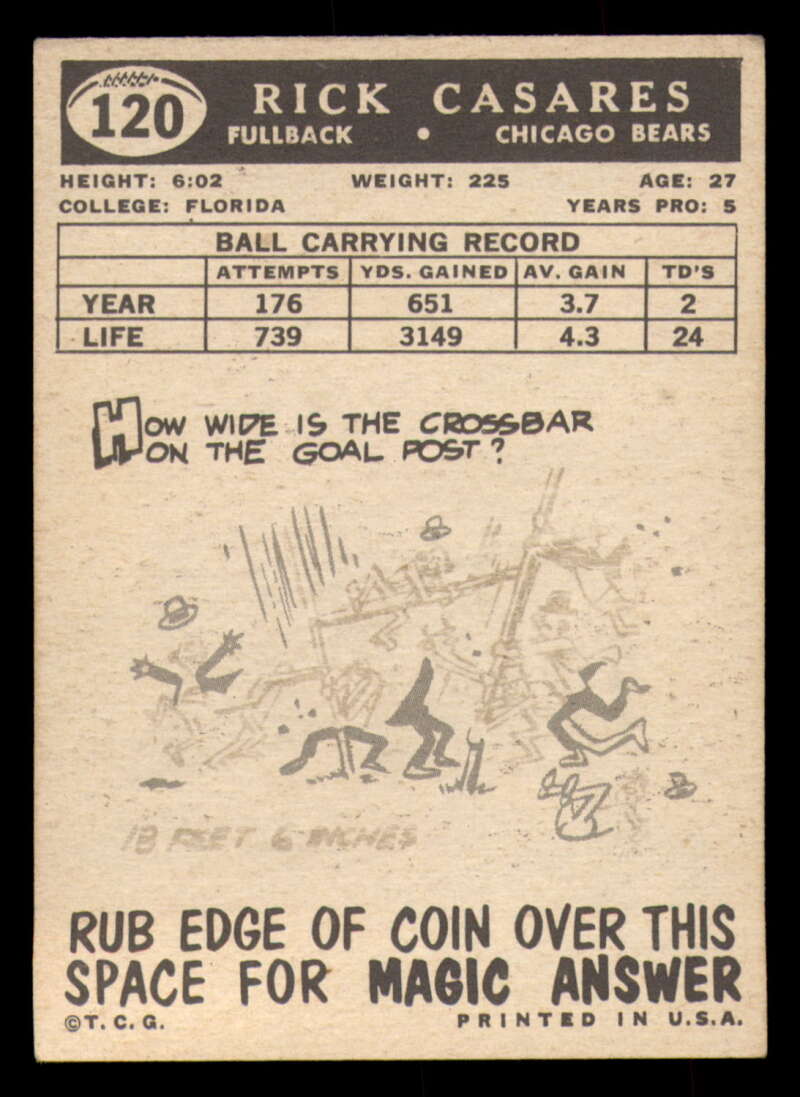 120
RICK CASARES
FULLBACK • CHICAGO BEARS
HEIGHT: 6:02 WEIGHT: 225 AGE: 27
COLLEGE: FLORIDA YEARS PRO: 5
BALL CARRYING RECORD
ATTEMPTS YDS. GAINED AV. GAIN TD'S
YEAR 176 651 3.7 2
LIFE 739 3149 4.3 24
HOW WIDE IS THE CROSSBAR
ON THE GOAL POST?
18 FEET 6 INCHES
RUB EDGE OF COIN OVER THIS
SPACE FOR MAGIC ANSWER
©T.C.G. PRINTED IN U.S.A.